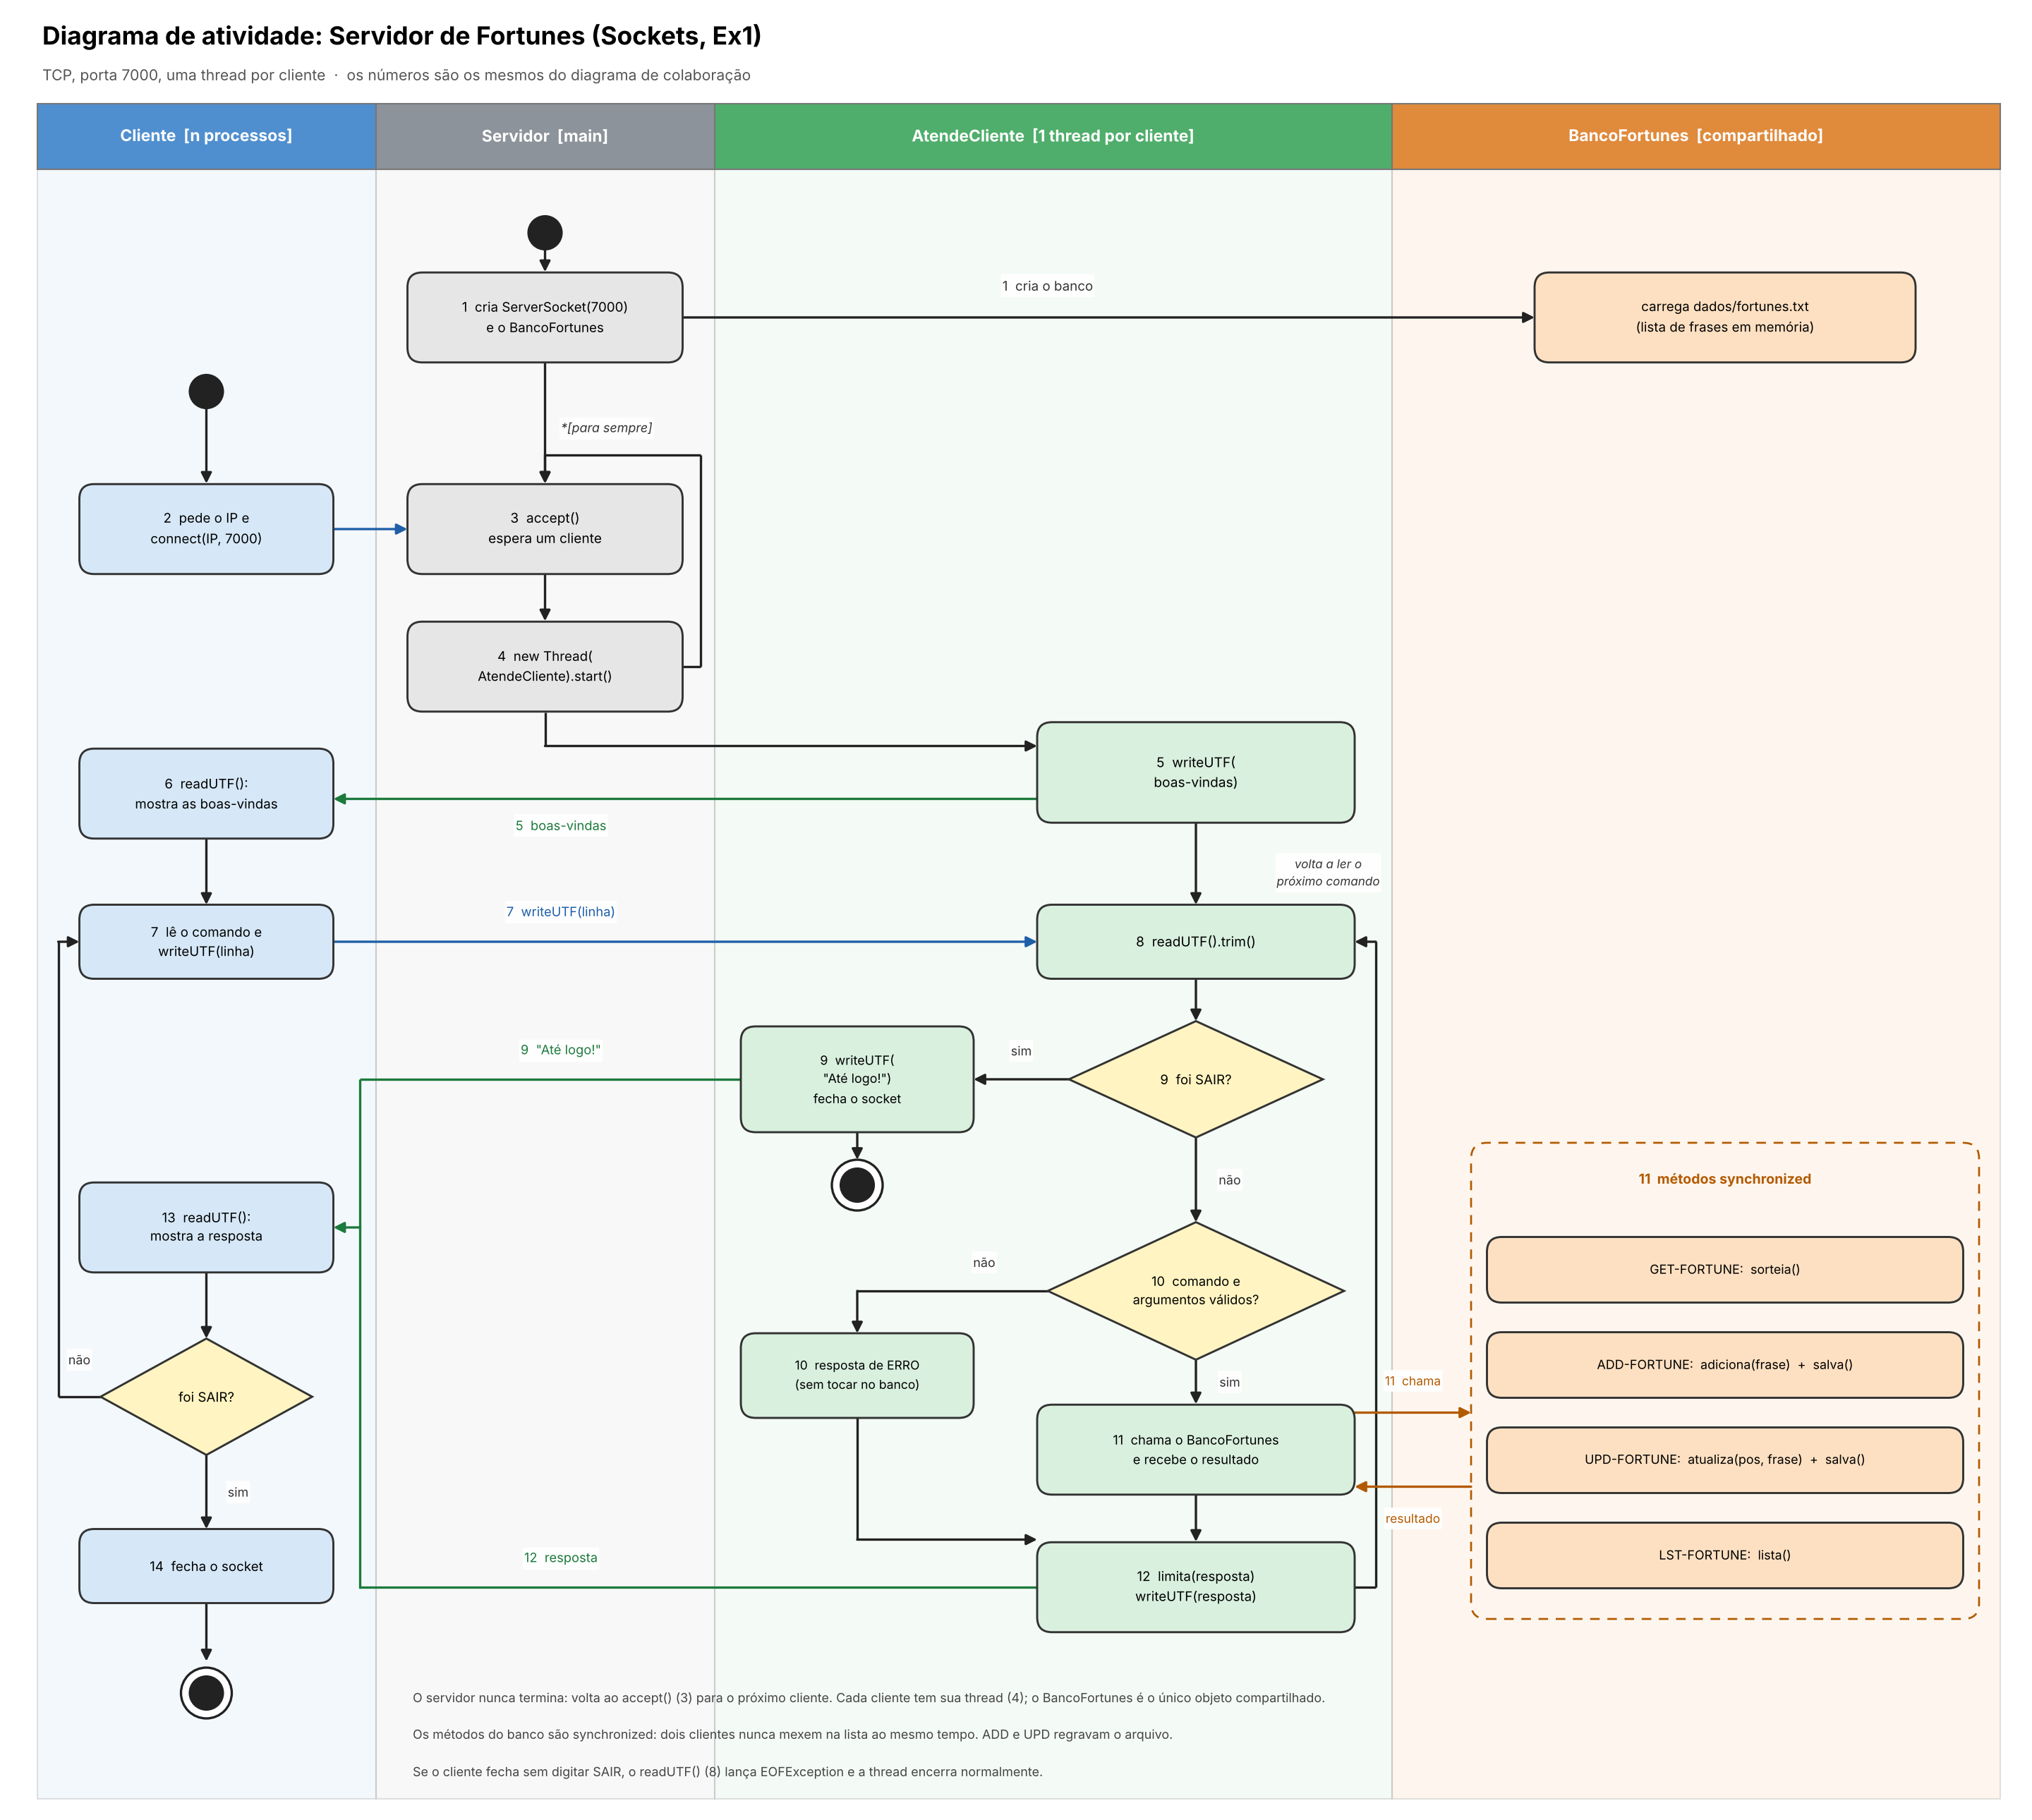 Diagrama de atividade: Servidor de Fortunes (Sockets, Ex1)
TCP, porta 7000, uma thread por cliente · os números são os mesmos do diagrama de colaboração
Cliente [n processos]
Servidor [main]
AtendeCliente [1 thread por cliente]
BancoFortunes [compartilhado]
1 cria ServerSocket(7000)
e o BancoFortunes
1 cria o banco
carrega dados/fortunes.txt
(lista de frases em memória)
*[para sempre]
2 pede o IP e
connect(IP, 7000)
3 accept()
espera um cliente
4 new Thread(
AtendeCliente).start()
5 writeUTF(
boas-vindas)
6 readUTF():
mostra as boas-vindas
5 boas-vindas
volta a ler o
próximo comando
7 lê o comando e
writeUTF(linha)
7 writeUTF(linha)
8 readUTF().trim()
9 "Até logo!"
9 writeUTF(
"Até logo!")
fecha o socket
sim
9 foi SAIR?
não
11 métodos synchronized
13 readUTF():
mostra a resposta
não
10 comando e
argumentos válidos?
GET-FORTUNE: sorteia()
não
foi SAIR?
10 resposta de ERRO
(sem tocar no banco)
sim
11 chama
ADD-FORTUNE: adiciona(frase) + salva()
11 chama o BancoFortunes
e recebe o resultado
UPD-FORTUNE: atualiza(pos, frase) + salva()
sim
resultado
14 fecha o socket
12 resposta
12 limita(resposta)
writeUTF(resposta)
LST-FORTUNE: lista()
O servidor nunca termina: volta ao accept() (3) para o próximo cliente. Cada cliente tem sua thread (4); o BancoFortunes é o único objeto compartilhado.
Os métodos do banco são synchronized: dois clientes nunca mexem na lista ao mesmo tempo. ADD e UPD regravam o arquivo.
Se o cliente fecha sem digitar SAIR, o readUTF() (8) lança EOFException e a thread encerra normalmente.